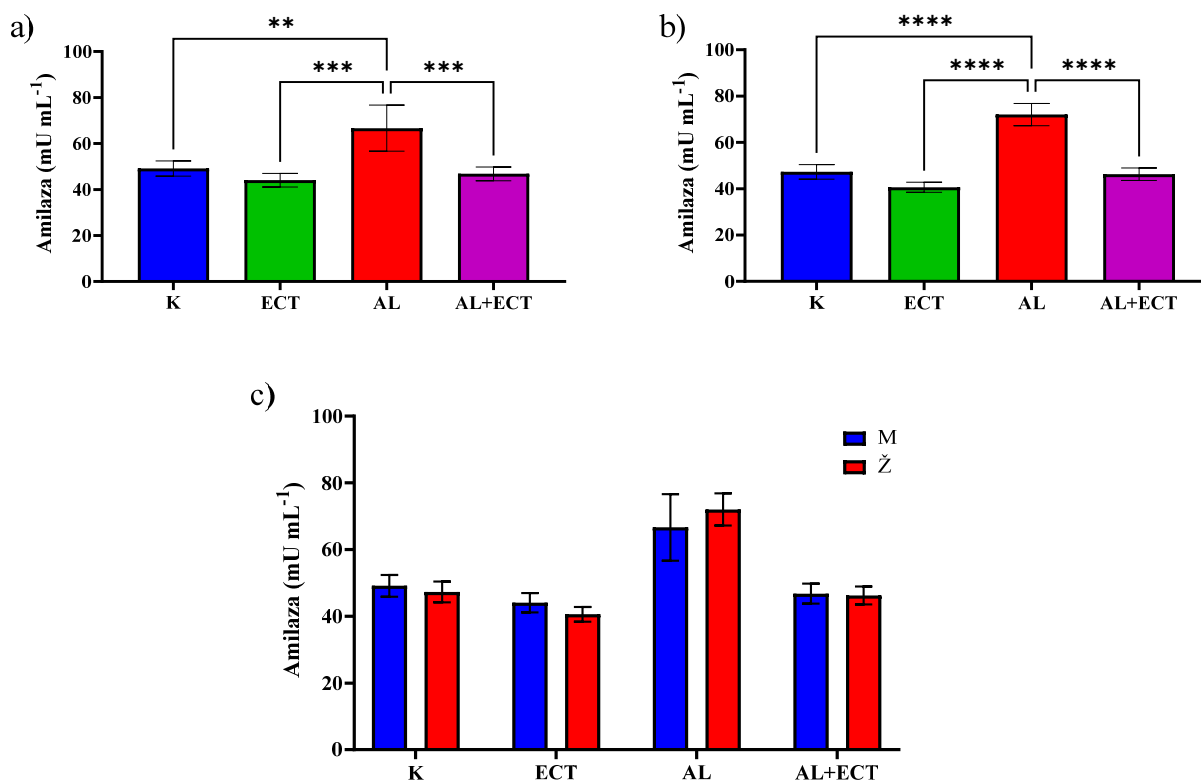 a)
**
***
***
100
80
60
40
20
0
Amilaza (mU mL⁻¹)
K
ECT
AL
AL+ECT
b)
****
****
****
100
80
60
40
20
0
Amilaza (mU mL⁻¹)
K
ECT
AL
AL+ECT
c)
M
Ž
100
80
60
40
20
0
Amilaza (mU mL⁻¹)
K
ECT
AL
AL+ECT